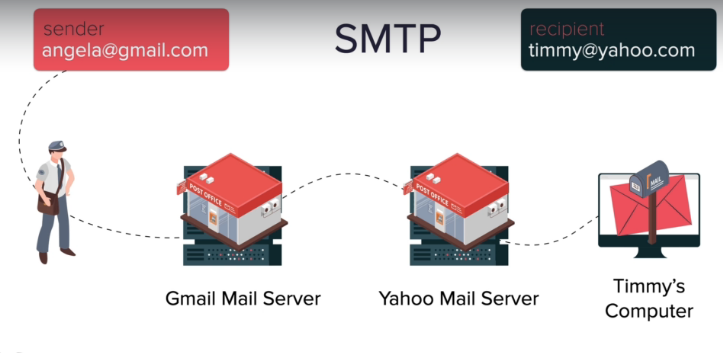 sender
angela@gmail.com
SMTP
recipient
timmy@yahoo.com
POST OFFICE
POST OFFICE
MAIL
Gmail Mail Server
Yahoo Mail Server
Timmy's
Computer